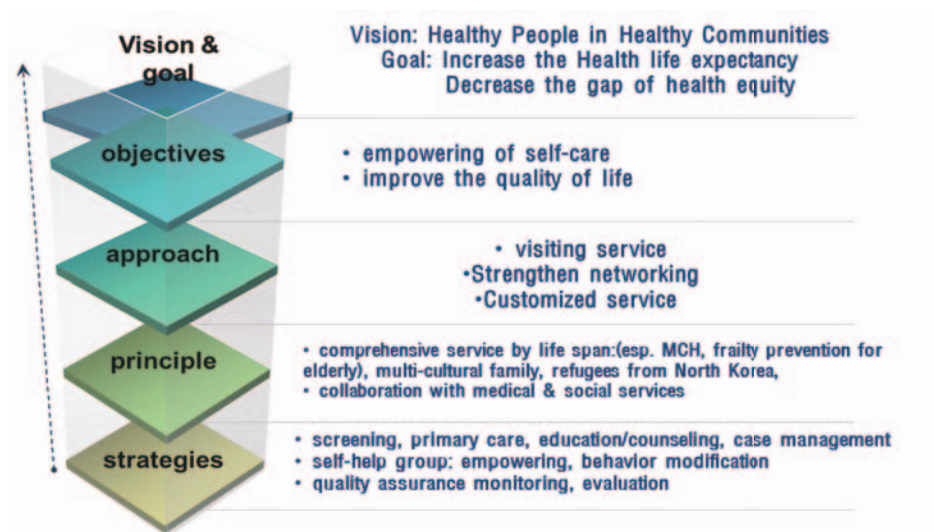 Vision &
goal
Vision: Healthy People in Healthy Communities
Goal: Increase the Health life expectancy
Decrease the gap of health equity
objectives
• empowering of self-care
• improve the quality of life
approach
• visiting service
•Strengthen networking
•Customized service
principle
• comprehensive service by life span:(esp. MCH, frailty prevention for
elderly), multi-cultural family, refugees from North Korea,
• collaboration with medical & social services
strategies
• screening, primary care, education/counseling, case management
• self-help group: empowering, behavior modification
• quality assurance monitoring, evaluation